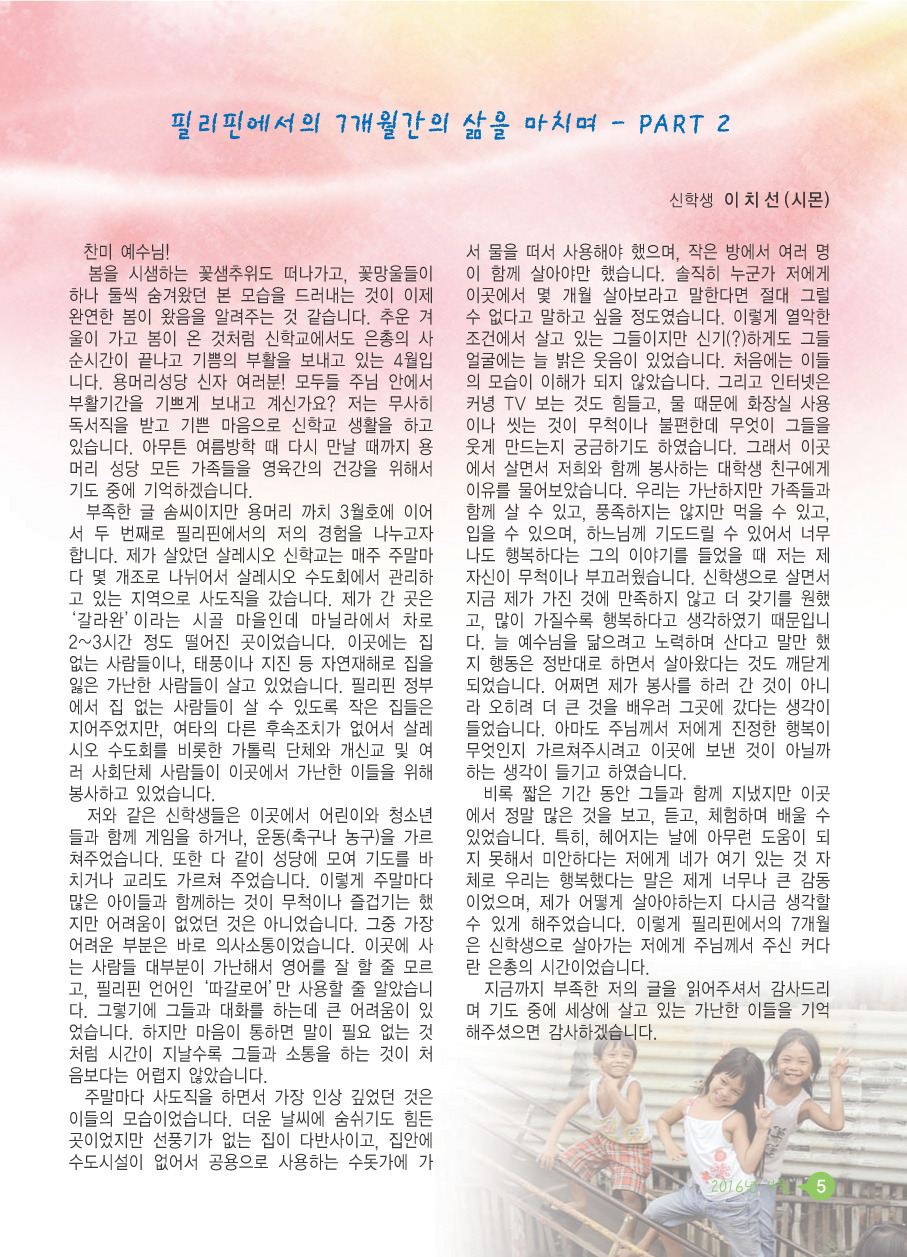 필리핀에서의 7개월간의 삶을 마치며 - PART 2
신학생 이 치 선(시몬)
찬미 예수님!
봄을 시샘하는 꽃샘추위도 떠나가고, 꽃망울들이
하나 둘씩 숨겨왔던 본 모습을 드러내는 것이 이제
완연한 봄이 왔음을 알려주는 것 같습니다. 추운 겨
울이 가고 봄이 온 것처럼 신학교에서도 은총의 사
순시간이 끝나고 기쁨의 부활을 보내고 있는 4월입
니다. 용머리성당 신자 여러분! 모두들 주님 안에서
부활기간을 기쁘게 보내고 계신가요? 저는 무사히
독서직을 받고 기쁜 마음으로 신학교 생활을 하고
있습니다. 아무튼 여름방학 때 다시 만날 때까지 용
머리 성당 모든 가족들을 영육간의 건강을 위해서
기도 중에 기억하겠습니다.
부족한 글 솜씨이지만 용머리 까치 3월호에 이어
서 두 번째로 필리핀에서의 저의 경험을 나누고자
합니다. 제가 살았던 살레시오 신학교는 매주 주말마
다 몇 개조로 나뉘어서 살레시오 수도회에서 관리하
고 있는 지역으로 사도직을 갔습니다. 제가 간 곳은
‘갈라완’이라는 시골 마을인데 마닐라에서 차로
2~3시간 정도 떨어진 곳이었습니다. 이곳에는 집
없는 사람들이나, 태풍이나 지진 등 자연재해로 집을
잃은 가난한 사람들이 살고 있었습니다. 필리핀 정부
에서 집 없는 사람들이 살 수 있도록 작은 집들은
지어주었지만, 여타의 다른 후속조치가 없어서 살레
시오 수도회를 비롯한 가톨릭 단체와 개신교 및 여
러 사회단체 사람들이 이곳에서 가난한 이들을 위해
봉사하고 있었습니다.
저와 같은 신학생들은 이곳에서 어린이와 청소년
들과 함께 게임을 하거나, 운동(축구나 농구)을 가르
쳐주었습니다. 또한 다 같이 성당에 모여 기도를 바
치거나 교리도 가르쳐 주었습니다. 이렇게 주말마다
많은 아이들과 함께하는 것이 무척이나 즐겁기는 했
지만 어려움이 없었던 것은 아니었습니다. 그중 가장
어려운 부분은 바로 의사소통이었습니다. 이곳에 사
는 사람들 대부분이 가난해서 영어를 잘 할 줄 모르
고, 필리핀 언어인 ‘따갈로어’만 사용할 줄 알았습니
다. 그렇기에 그들과 대화를 하는데 큰 어려움이 있
었습니다. 하지만 마음이 통하면 말이 필요 없는 것
처럼 시간이 지날수록 그들과 소통을 하는 것이 처
음보다는 어렵지 않았습니다.
주말마다 사도직을 하면서 가장 인상 깊었던 것은
이들의 모습이었습니다. 더운 날씨에 숨쉬기도 힘든
곳이었지만 선풍기가 없는 집이 다반사이고, 집안에
수도시설이 없어서 공용으로 사용하는 수돗가에 가
서 물을 떠서 사용해야 했으며, 작은 방에서 여러 명
이 함께 살아야만 했습니다. 솔직히 누군가 저에게
이곳에서 몇 개월 살아보라고 말한다면 절대 그럴
수 없다고 말하고 싶을 정도였습니다. 이렇게 열악한
조건에서 살고 있는 그들이지만 신기(?)하게도 그들
얼굴에는 늘 밝은 웃음이 있었습니다. 처음에는 이들
의 모습이 이해가 되지 않았습니다. 그리고 인터넷은
커녕 TV 보는 것도 힘들고, 물 때문에 화장실 사용
이나 씻는 것이 무척이나 불편한데 무엇이 그들을
웃게 만드는지 궁금하기도 하였습니다. 그래서 이곳
에서 살면서 저희와 함께 봉사하는 대학생 친구에게
이유를 물어보았습니다. 우리는 가난하지만 가족들과
함께 살 수 있고, 풍족하지는 않지만 먹을 수 있고,
입을 수 있으며, 하느님께 기도드릴 수 있어서 너무
나도 행복하다는 그의 이야기를 들었을 때 저는 제
자신이 무척이나 부끄러웠습니다. 신학생으로 살면서
지금 제가 가진 것에 만족하지 않고 더 갖기를 원했
고, 많이 가질수록 행복하다고 생각하였기 때문입니
다. 늘 예수님을 닮으려고 노력하며 산다고 말만 했
지 행동은 정반대로 하면서 살아왔다는 것도 깨닫게
되었습니다. 어쩌면 제가 봉사를 하러 간 것이 아니
라 오히려 더 큰 것을 배우러 그곳에 갔다는 생각이
들었습니다. 아마도 주님께서 저에게 진정한 행복이
무엇인지 가르쳐주시려고 이곳에 보낸 것이 아닐까
하는 생각이 들기고 하였습니다.
비록 짧은 기간 동안 그들과 함께 지냈지만 이곳
에서 정말 많은 것을 보고, 듣고, 체험하며 배울 수
있었습니다. 특히, 헤어지는 날에 아무런 도움이 되
지 못해서 미안하다는 저에게 네가 여기 있는 것 자
체로 우리는 행복했다는 말은 제게 너무나 큰 감동
이었으며, 제가 어떻게 살아야하는지 다시금 생각할
수 있게 해주었습니다. 이렇게 필리핀에서의 7개월
은 신학생으로 살아가는 저에게 주님께서 주신 커다
란 은총의 시간이었습니다.
지금까지 부족한 저의 글을 읽어주셔서 감사드리
며 기도 중에 세상에 살고 있는 가난한 이들을 기억
해주셨으면 감사하겠습니다.
2016년 4월 5